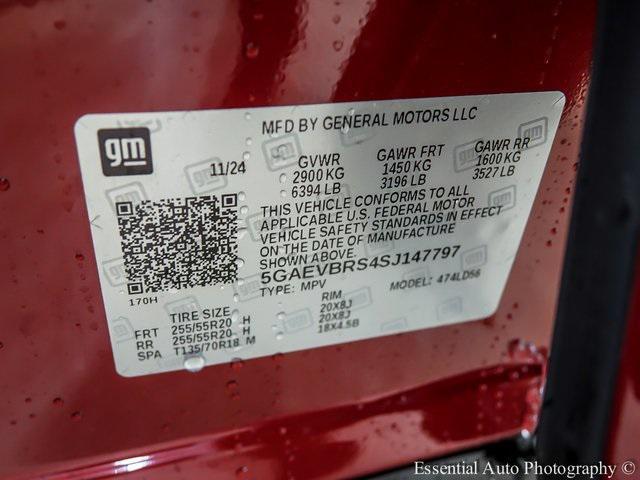 MFD BY GENERAL MOTORS LLC
gm
11/24
GVWR
2900 KG
6394 LB
GAWR FRT
1450 KG
3196 LB
GAWR RR
1600 KG
3527 LB
THIS VEHICLE CONFORMS TO ALL
APPLICABLE U.S. FEDERAL MOTOR
VEHICLE SAFETY STANDARDS IN EFFECT
ON THE DATE OF MANUFACTURE
SHOWN ABOVE.
5GAEVBRS4SJ147797
TYPE: MPV
MODEL: 474LD56
170H
TIRE SIZE
RIM
FRT 255/55R20 H 20X8J
RR 255/55R20 H 20X8J
SPA T135/70R18 M 18X4.5B
Essential Auto Photography ©